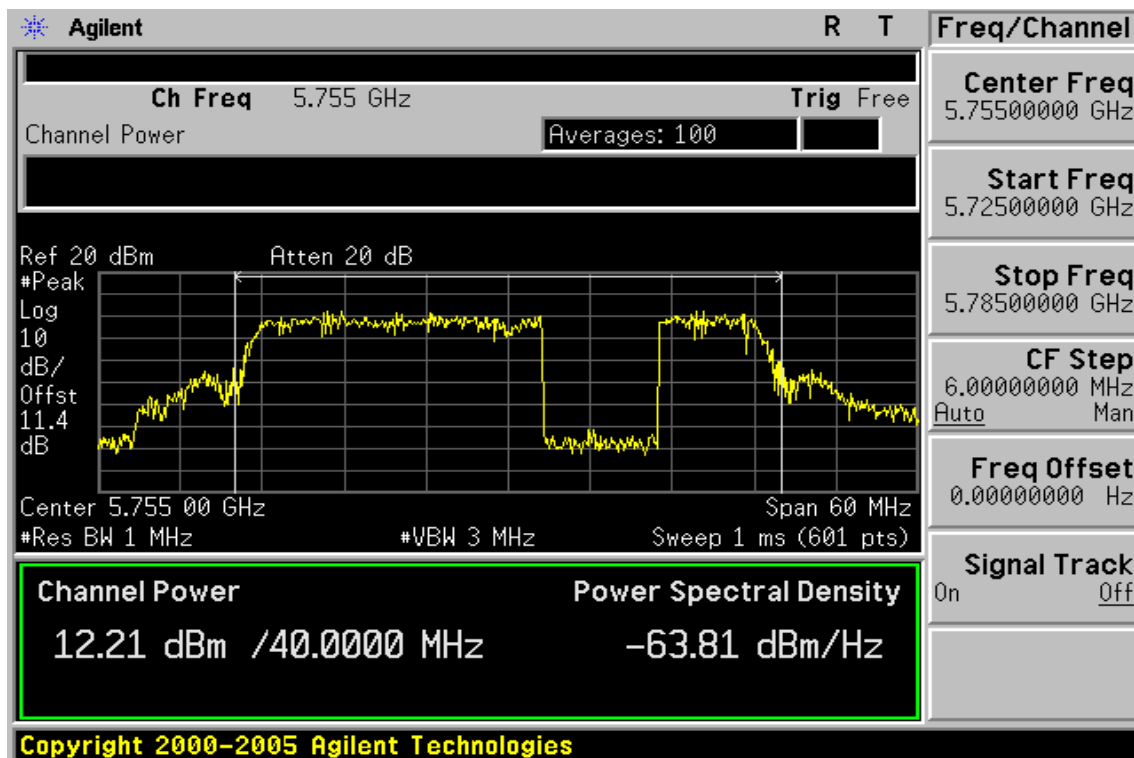 Agilent R T
Freq/Channel
Ch Freq 5.755 GHz Trig Free
Channel Power Averages: 100
Ref 20 dBm Atten 20 dB
#Peak
Log
10
dB/
Offst
11.4
dB
Center 5.755 00 GHz Span 60 MHz
#Res BW 1 MHz #VBW 3 MHz Sweep 1 ms (601 pts)
Channel Power Power Spectral Density
12.21 dBm /40.0000 MHz -63.81 dBm/Hz
Center Freq
5.75500000 GHz
Start Freq
5.72500000 GHz
Stop Freq
5.78500000 GHz
CF Step
6.00000000 MHz
Auto Man
Freq Offset
0.00000000 Hz
Signal Track
On Off
Copyright 2000-2005 Agilent Technologies